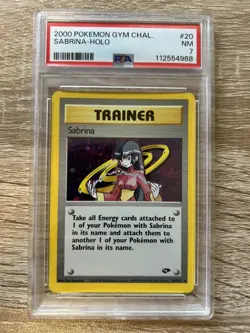 2000 POKEMON GYM CHAL. #20
SABRINA-HOLO NM
7
PSA 112554968
TRAINER
Sabrina
Take all Energy cards attached to
1 of your Pokémon with Sabrina
in its name and attach them to
another 1 of your Pokémon with
Sabrina in its name.